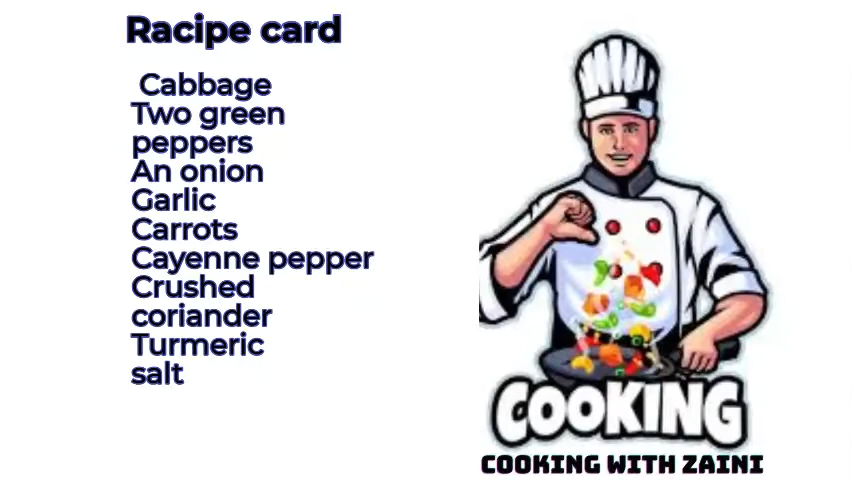 Racipe card
Cabbage
Two green
peppers
An onion
Garlic
Carrots
Cayenne pepper
Crushed
coriander
Turmeric
salt
COOKING
COOKING WITH ZAINI